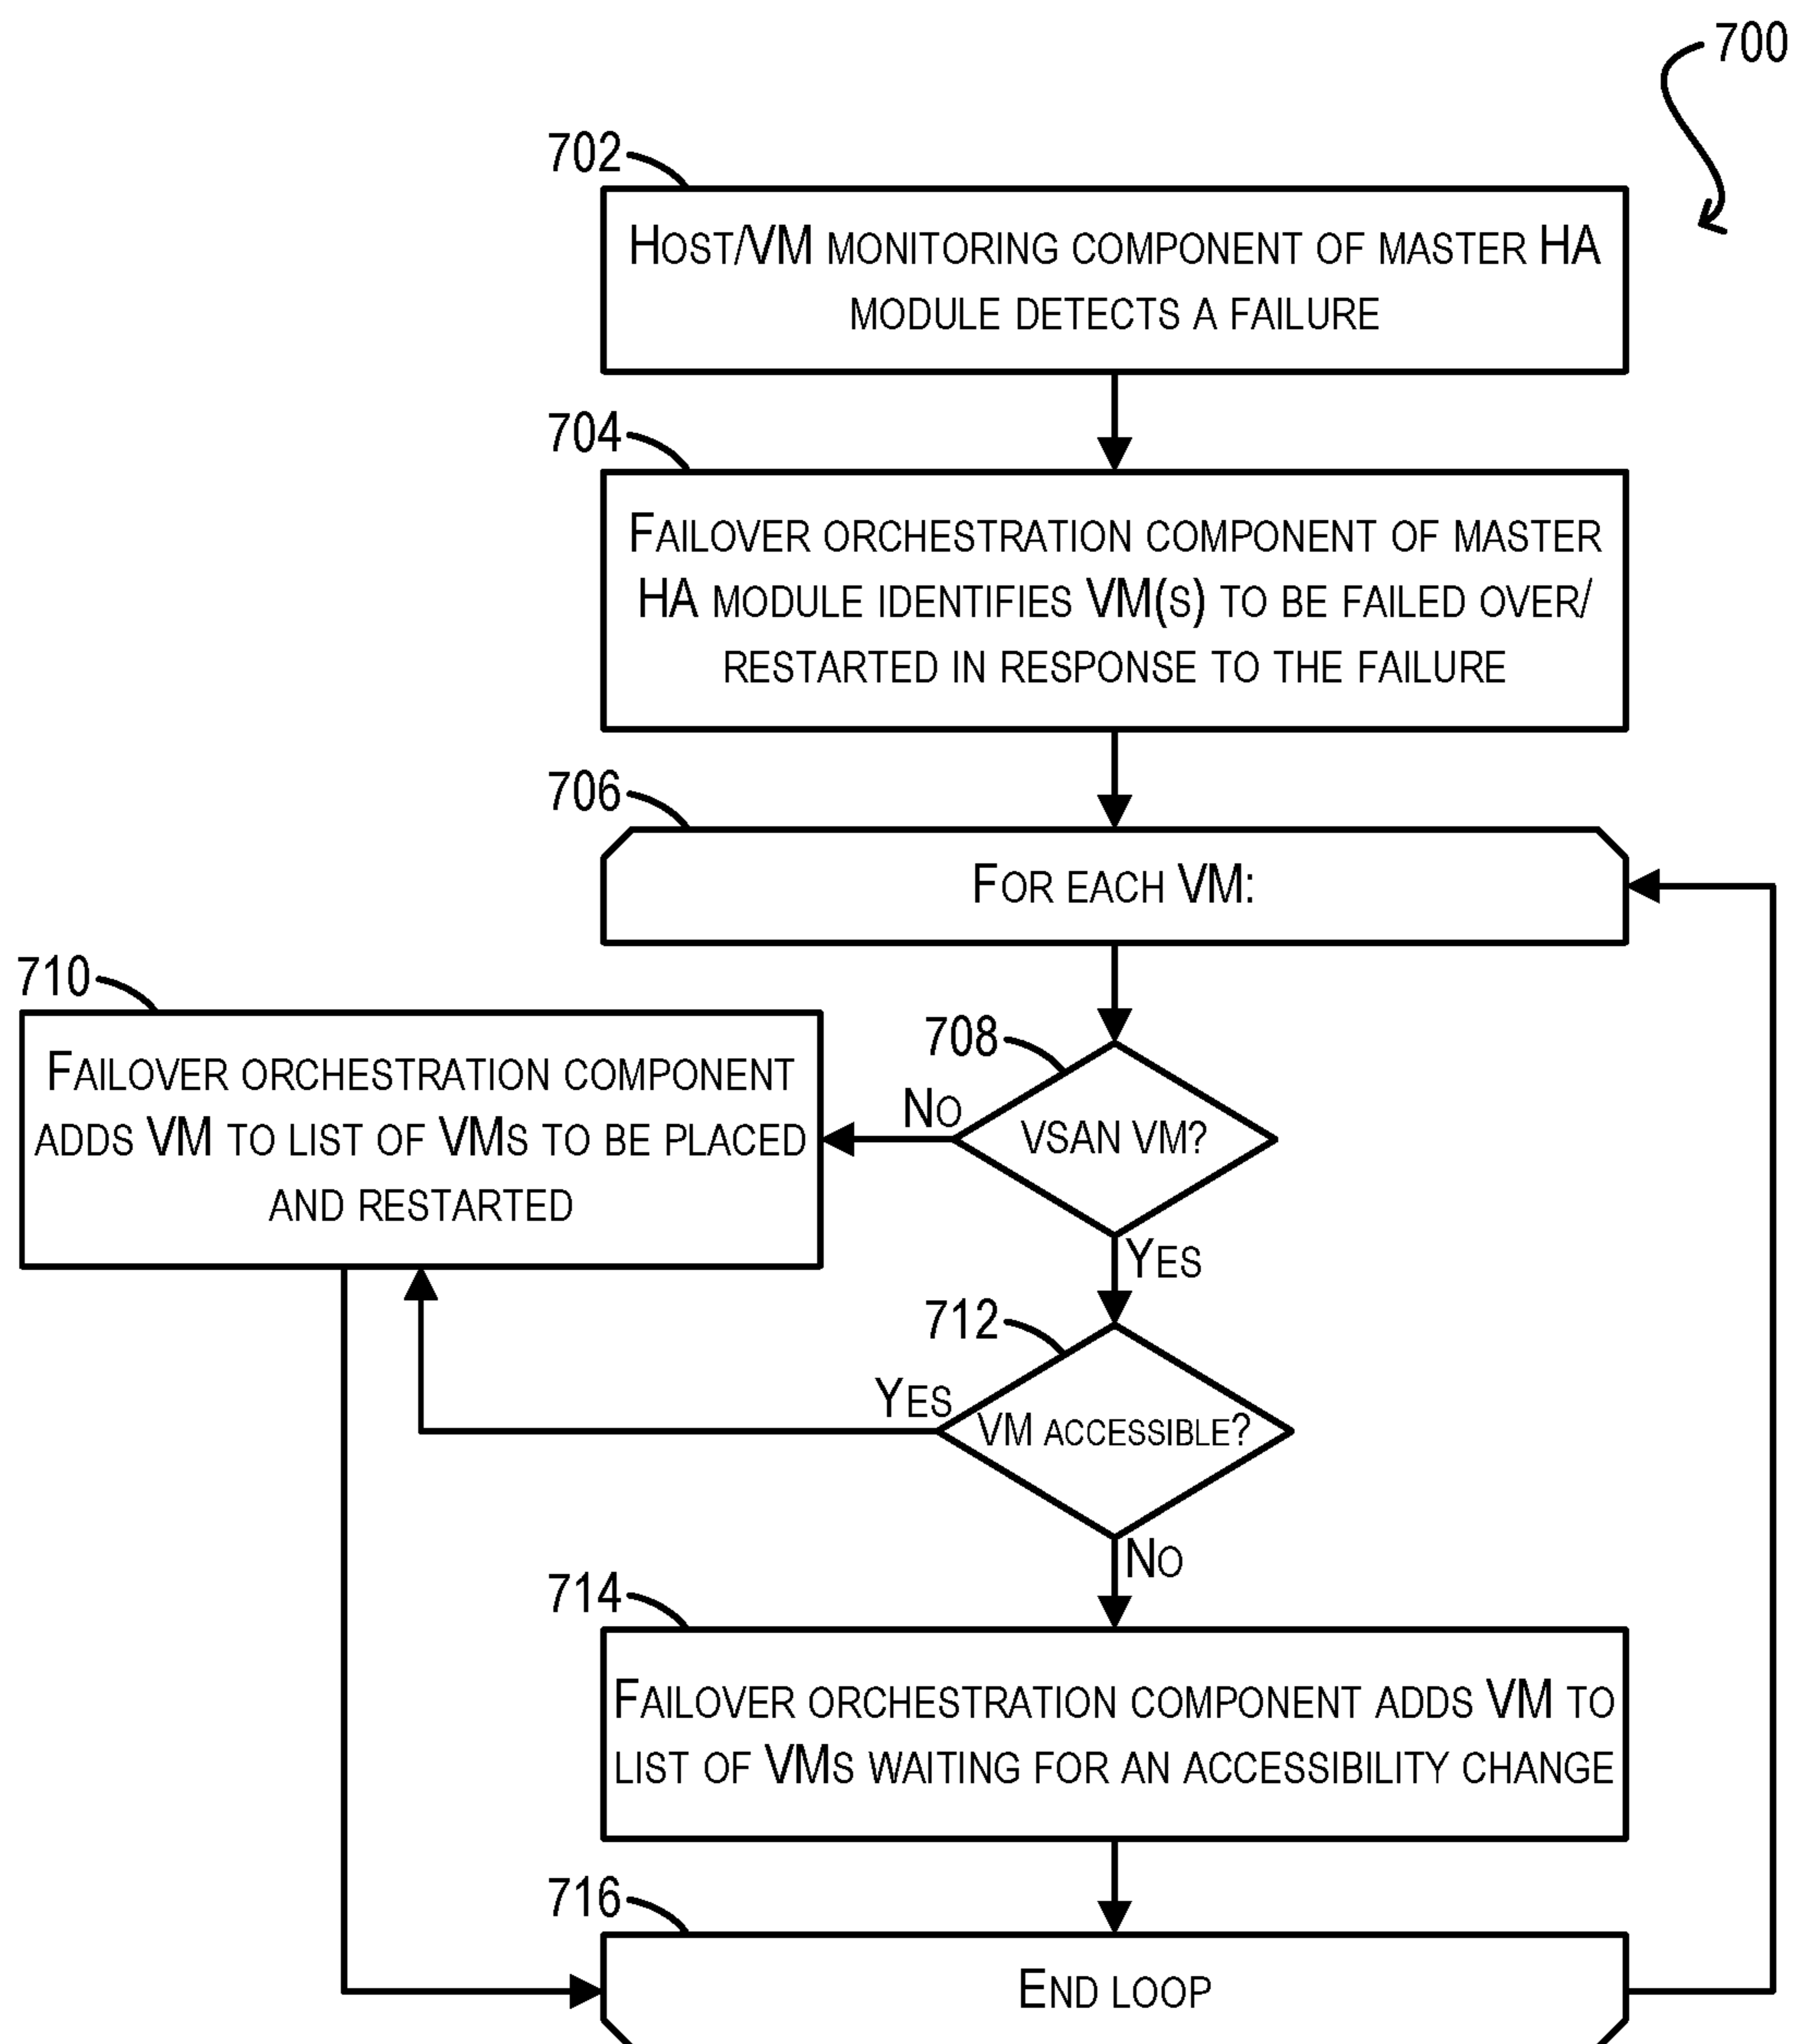 700
702
Host/VM monitoring component of master HA
module detects a failure
704
Failover orchestration component of master
HA module identifies VM(s) to be failed over/
restarted in response to the failure
706
For each VM:
710
Failover orchestration component
adds VM to list of VMs to be placed
and restarted
708
No
VSAN VM?
Yes
712
Yes
VM accessible?
No
714
Failover orchestration component adds VM to
list of VMs waiting for an accessibility change
716
End loop